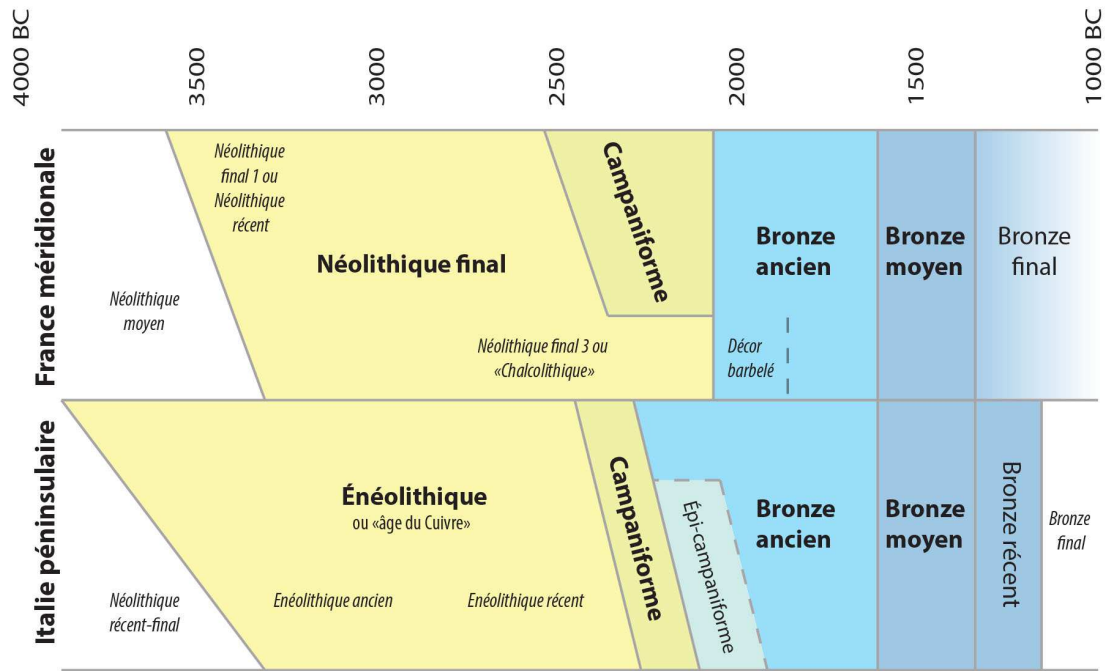 4000 BC
3500
3000
2500
2000
1500
1000 BC
France méridionale
Néolithique
moyen
Néolithique
final 1 ou
Néolithique
récent
Néolithique final
Néolithique final 3 ou
«Chalcolithique»
Campaniforme
Bronze
ancien
Décor
barbelé
Bronze
moyen
Bronze
final
Italie péninsulaire
Néolithique
récent-final
Énéolithique
ou «âge du Cuivre»
Enéolithique ancien
Enéolithique récent
Campaniforme
Épi-campaniforme
Bronze
ancien
Bronze
moyen
Bronze récent
Bronze
final